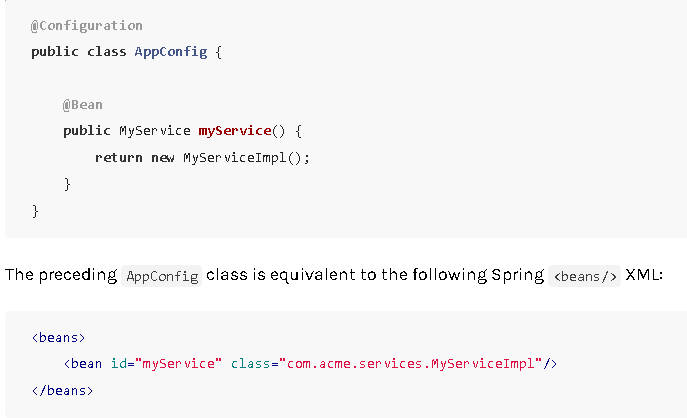 @Configuration
public class AppConfig {
@Bean
public MyService myService() {
return new MyServiceImpl();
}
}
The preceding AppConfig class is equivalent to the following Spring <beans/> XML:
<beans>
<bean id="myService" class="com.acme.services.MyServiceImpl"/>
</beans>